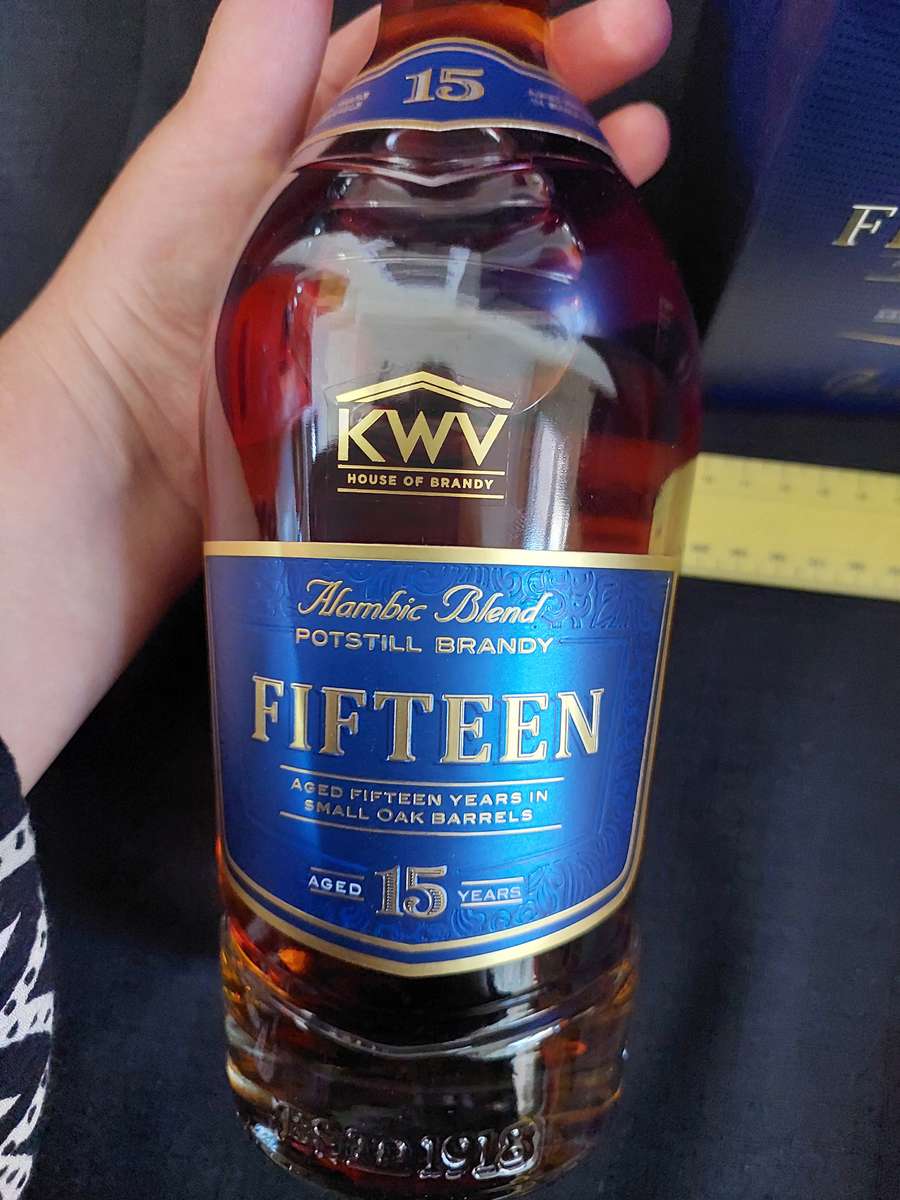 15
KWV
HOUSE OF BRANDY
Alambic Blend
POTSTILL BRANDY
FIFTEEN
AGED FIFTEEN YEARS IN
SMALL OAK BARRELS
AGED 15 YEARS
1918